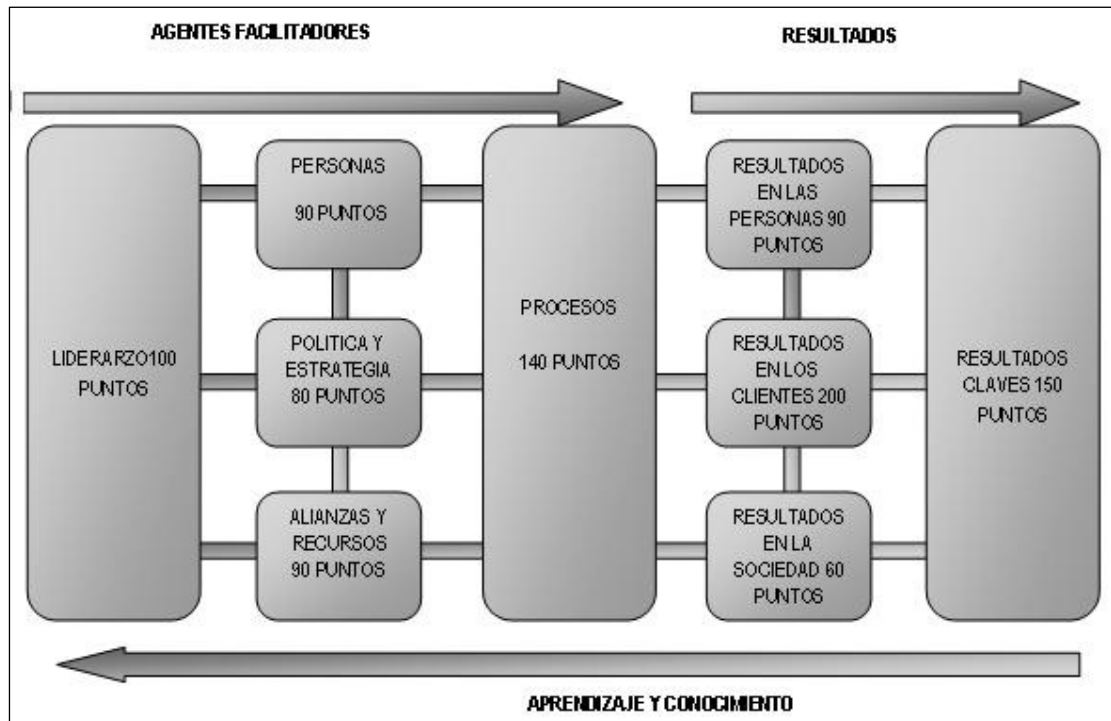 AGENTES FACILITADORES
RESULTADOS
LIDERARZO100
PUNTOS
PERSONAS
90 PUNTOS
POLITICA Y
ESTRATEGIA
80 PUNTOS
ALIANZAS Y
RECURSOS
90 PUNTOS
PROCESOS
140 PUNTOS
RESULTADOS
EN LAS
PERSONAS 90
PUNTOS
RESULTADOS
EN LOS
CLIENTES 200
PUNTOS
RESULTADOS
EN LA
SOCIEDAD 60
PUNTOS
RESULTADOS
CLAVES 150
PUNTOS
APRENDIZAJE Y CONOCIMIENTO